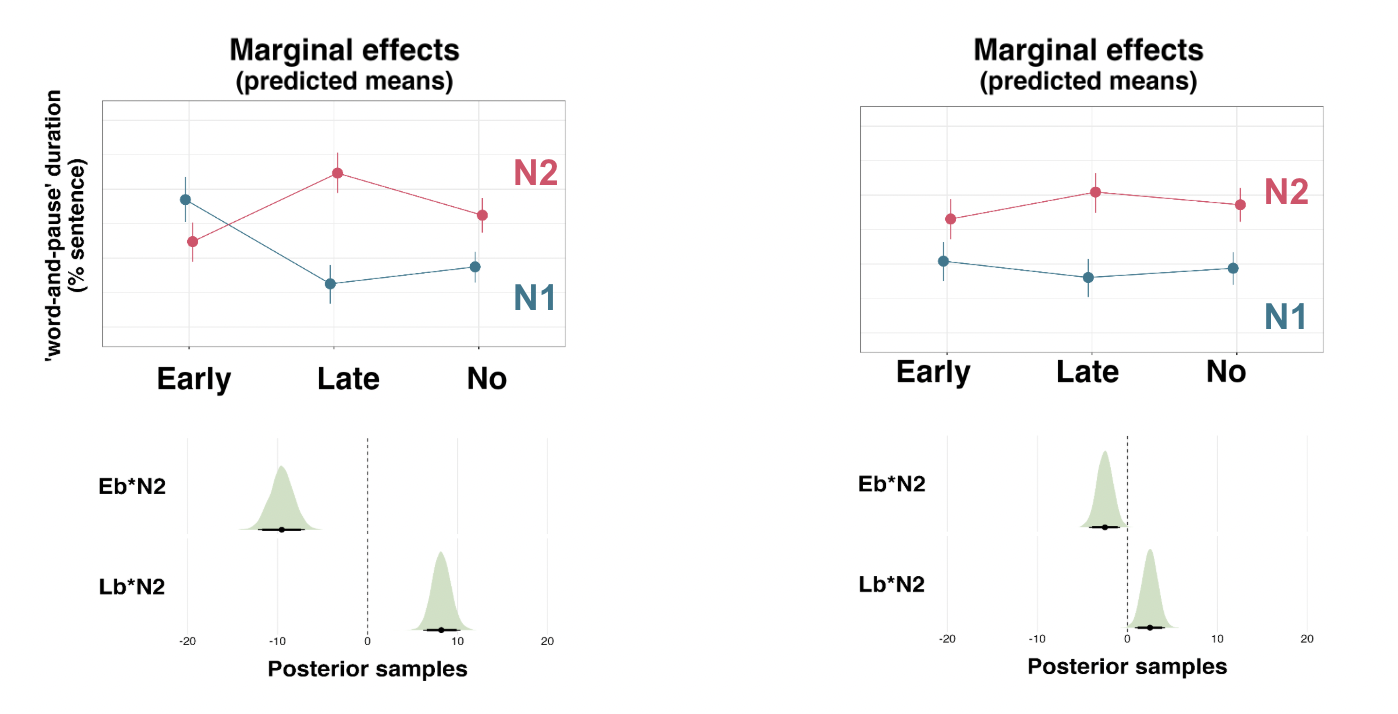 Marginal effects
(predicted means)
'word-and-pause' duration
(% sentence)
N2
N1
Early Late No
Eb*N2
Lb*N2
-20 -10 0 10 20
Posterior samples
Marginal effects
(predicted means)
N2
N1
Early Late No
Eb*N2
Lb*N2
-20 -10 0 10 20
Posterior samples